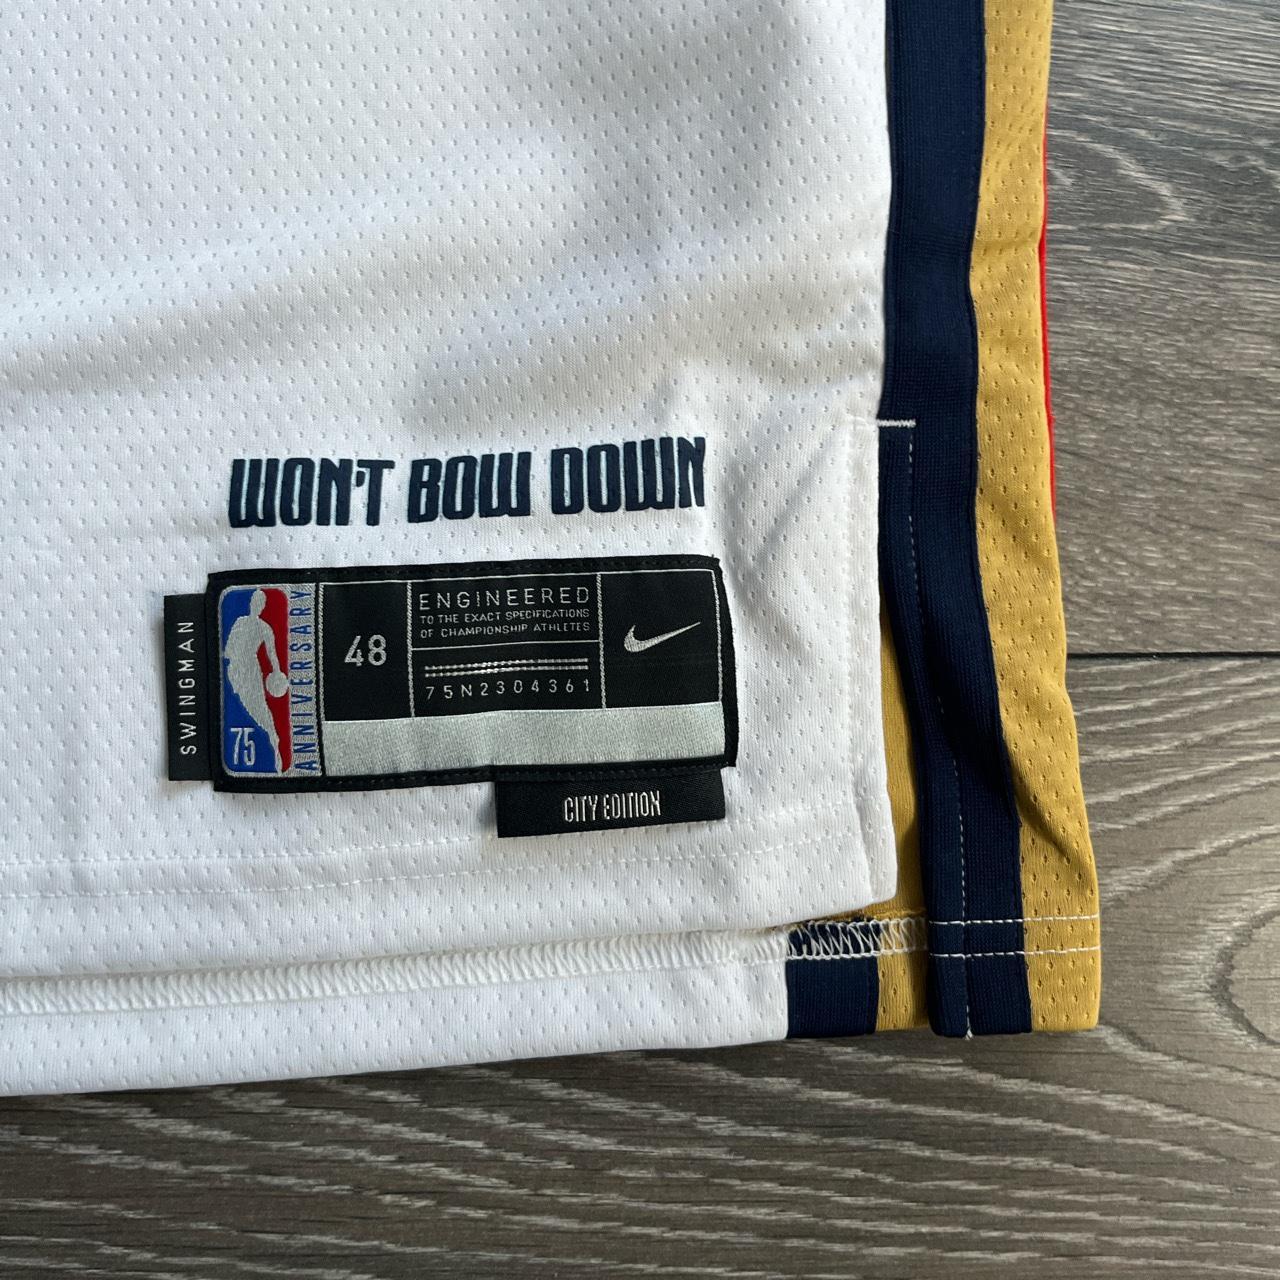 WON'T BOW DOWN
SWINGMAN
75
ANNIVERSARY
48
ENGINEERED
TO THE EXACT SPECIFICATIONS
OF CHAMPIONSHIP ATHLETES
75N2304361
CITY EDITION